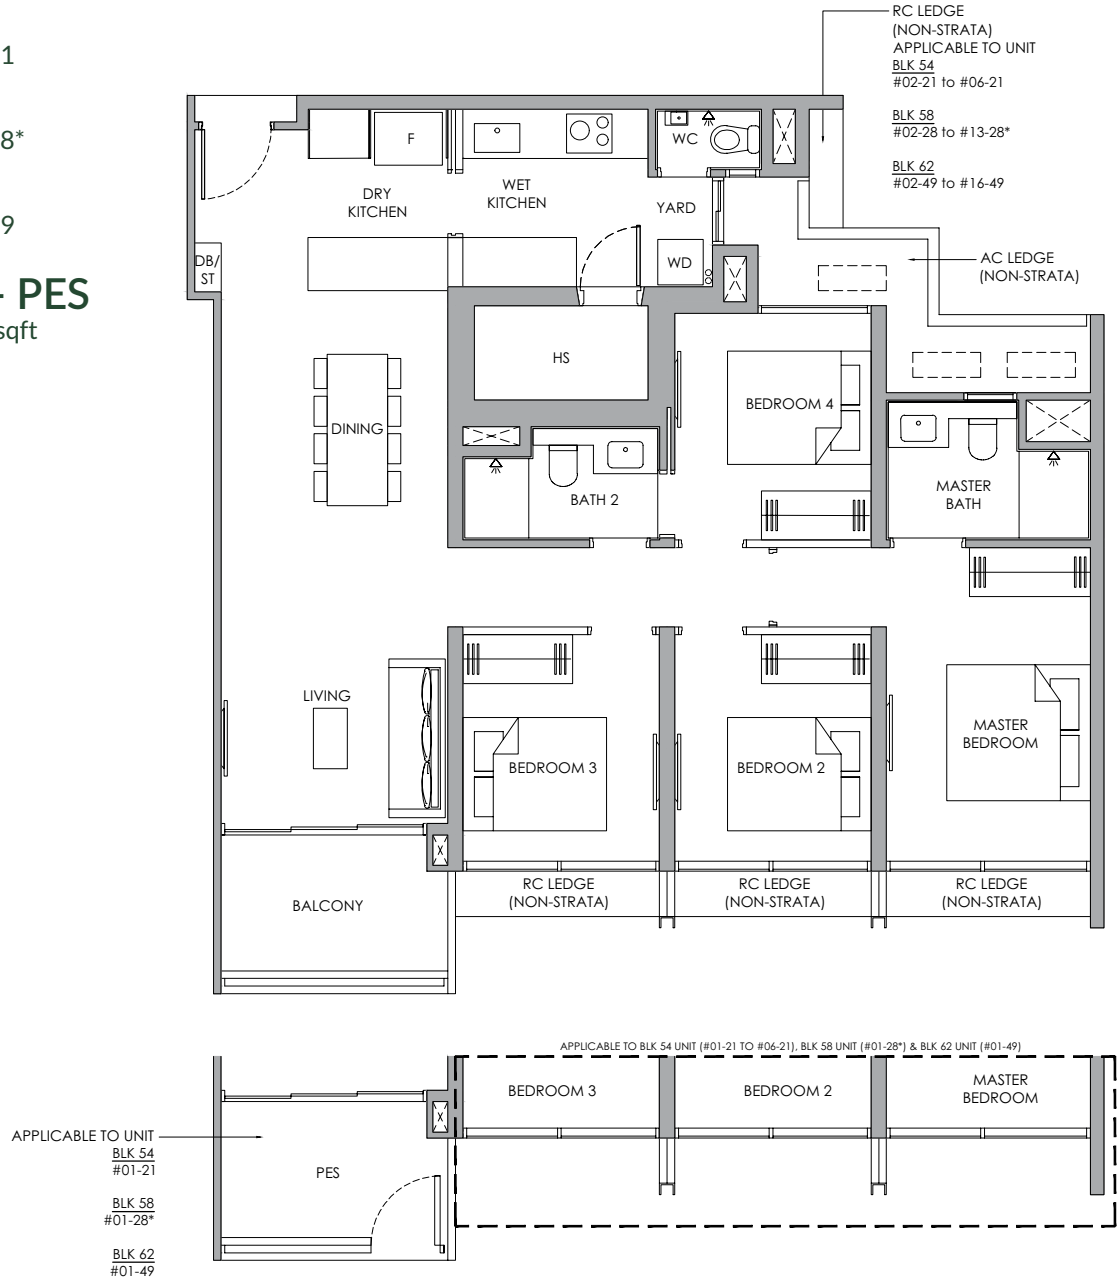 1
8*
9
- PES
sqft
RC LEDGE
(NON-STRATA)
APPLICABLE TO UNIT
BLK 54
#02-21 to #06-21
BLK 58
#02-28 to #13-28*
BLK 62
#02-49 to #16-49
F
WC
DRY
KITCHEN
WET
KITCHEN
YARD
DB/
ST
WD
AC LEDGE
(NON-STRATA)
HS
BEDROOM 4
DINING
BATH 2
MASTER
BATH
LIVING
BEDROOM 3
BEDROOM 2
MASTER
BEDROOM
RC LEDGE
(NON-STRATA)
RC LEDGE
(NON-STRATA)
RC LEDGE
(NON-STRATA)
BALCONY
APPLICABLE TO BLK 54 UNIT (#01-21 TO #06-21), BLK 58 UNIT (#01-28*) & BLK 62 UNIT (#01-49)
BEDROOM 3
BEDROOM 2
MASTER
BEDROOM
APPLICABLE TO UNIT
BLK 54
#01-21
BLK 58
#01-28*
BLK 62
#01-49
PES